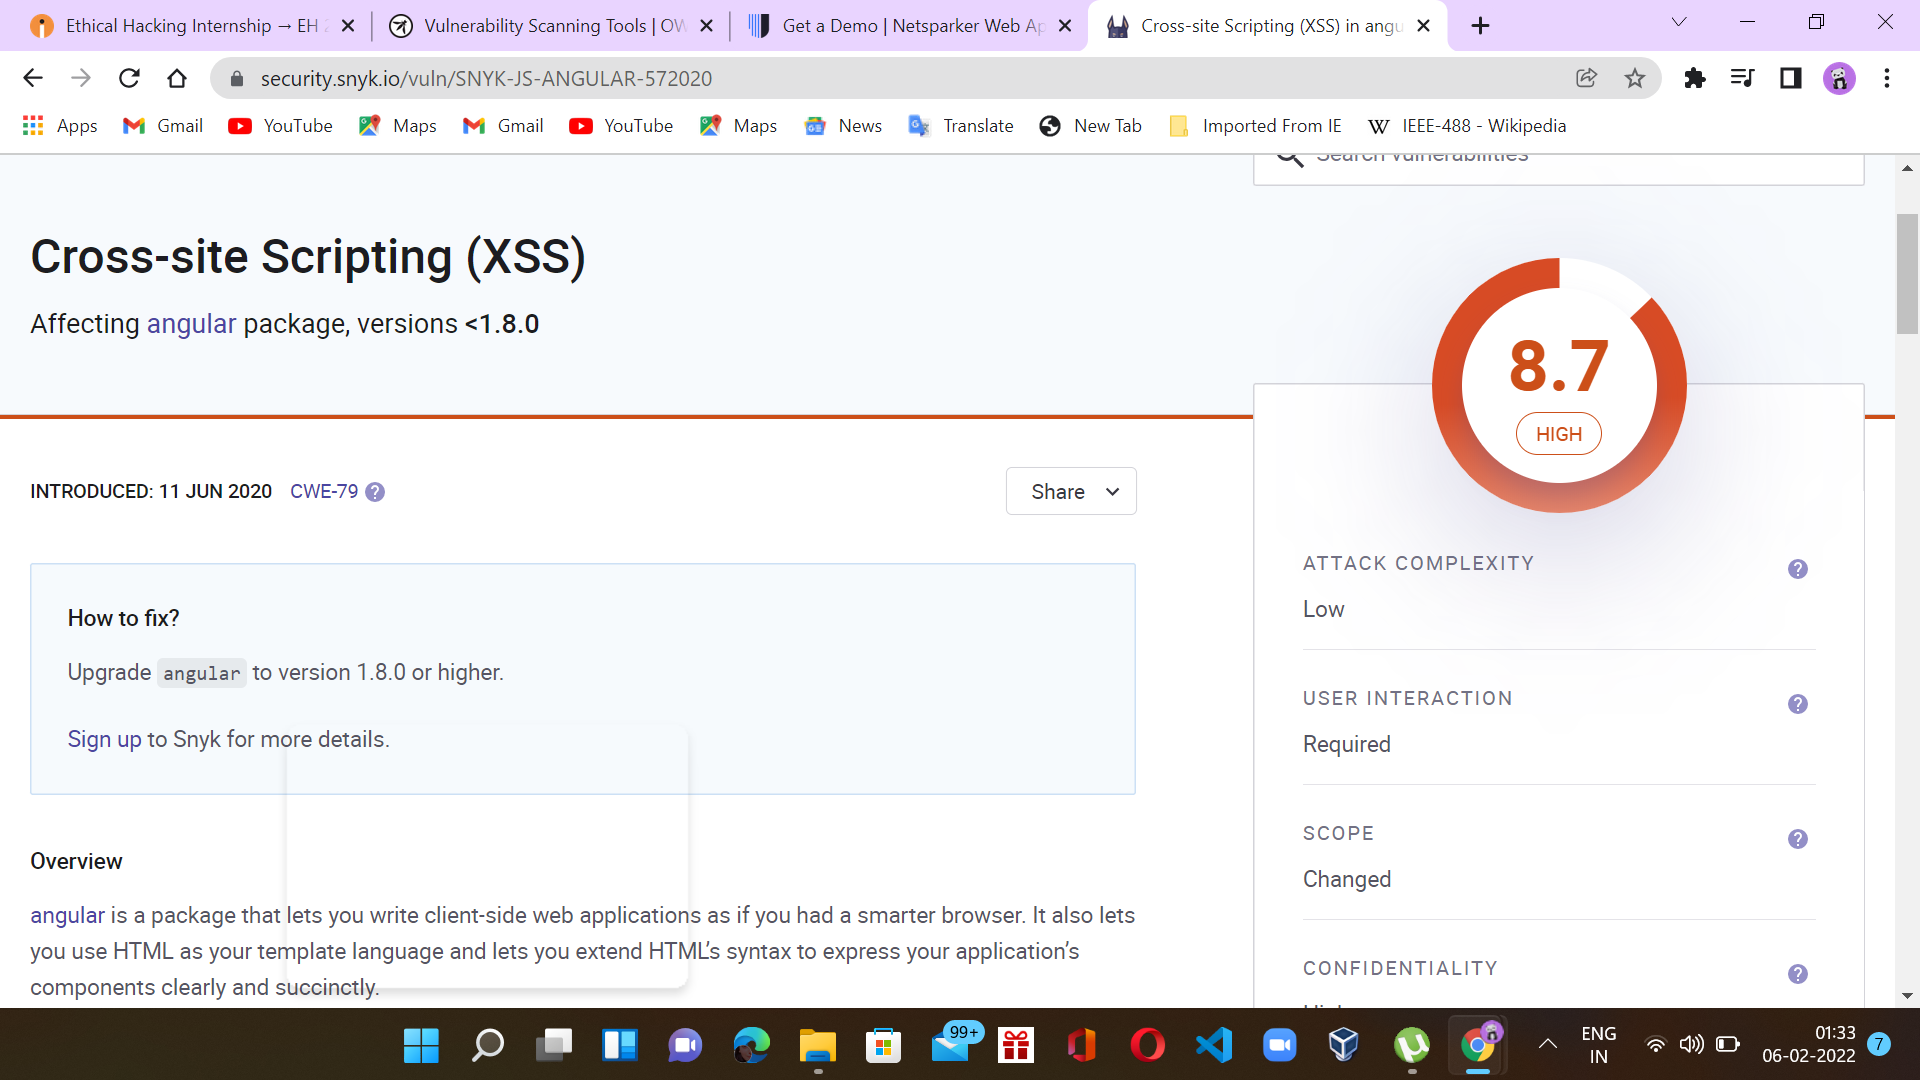 Ethical Hacking Internship → EH
Vulnerability Scanning Tools | OW
Get a Demo | Netsparker Web Ap
Cross-site Scripting (XSS) in angu
security.snyk.io/vuln/SNYK-JS-ANGULAR-572020
Apps
Gmail
YouTube
Maps
Gmail
YouTube
Maps
News
Translate
New Tab
Imported From IE
IEEE-488 - Wikipedia
Search vulnerabilities
Cross-site Scripting (XSS)
Affecting angular package, versions <1.8.0
8.7
HIGH
INTRODUCED: 11 JUN 2020 CWE-79 ?
Share
How to fix?
Upgrade angular to version 1.8.0 or higher.
Sign up to Snyk for more details.
Overview
angular is a package that lets you write client-side web applications as if you had a smarter browser. It also lets
you use HTML as your template language and lets you extend HTML’s syntax to express your application’s
components clearly and succinctly.
ATTACK COMPLEXITY ?
Low
USER INTERACTION ?
Required
SCOPE ?
Changed
CONFIDENTIALITY ?
99+
ENG
IN
01:33
06-02-2022
7